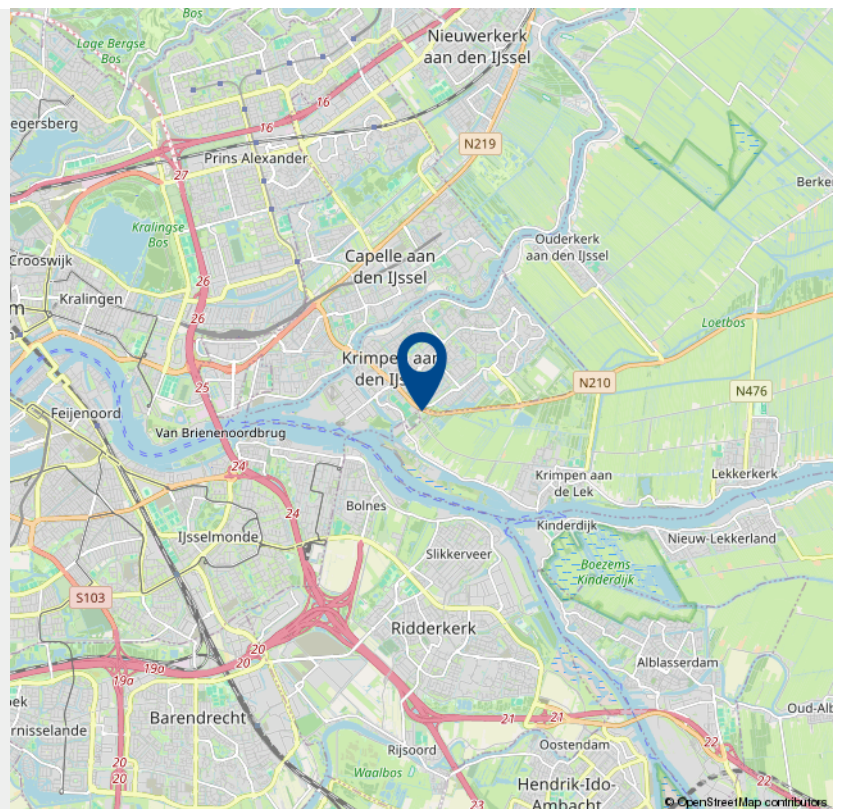 Lage Bergse
Bos
Bos
Nieuwerkerk
aan den IJssel
16
egersberg
16
Prins Alexander
N219
27
Berke
Kralingse
Bos
Ouderkerk
aan den IJssel
Crooswijk
Capelle aan
den IJssel
26
Kralingen
m
26
Loetbos
Krimpen aan
den IJs
N210
N476
25
Feijenoord
Van Brienenoordbrug
24
Krimpen aan
de Lek
Lekkerkerk
24
Bolnes
Kinderdijk
IJsselmonde
Nieuw-Lekkerland
Slikkerveer
Boezems
Kinderdijk
S103
Ridderkerk
20
20
19a
19a
Alblasserdam
ek
Barendrecht
21
21
Oud-Alb
rnisselande
22
Rijsoord
Oostendam
20
20
Waalbos
22
Hendrik-Ido-
Ambacht
23
© OpenStreetMap contributors